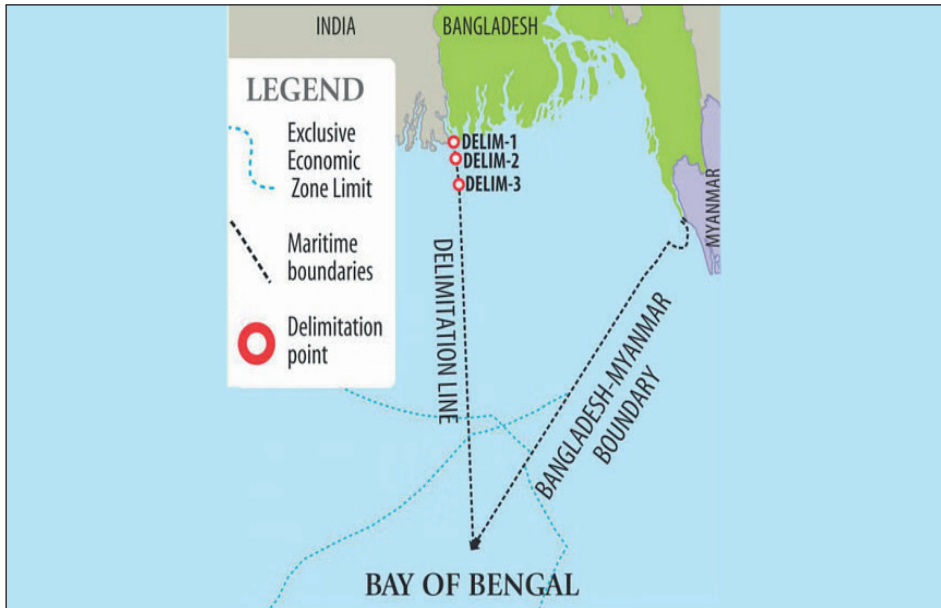 INDIA
BANGLADESH
LEGEND
Exclusive
Economic
Zone Limit
Maritime
boundaries
Delimitation
point
DELIM-1
DELIM-2
DELIM-3
MYANMAR
DELIMITATION LINE
BANGLADESH-MYANMAR
BOUNDARY
BAY OF BENGAL